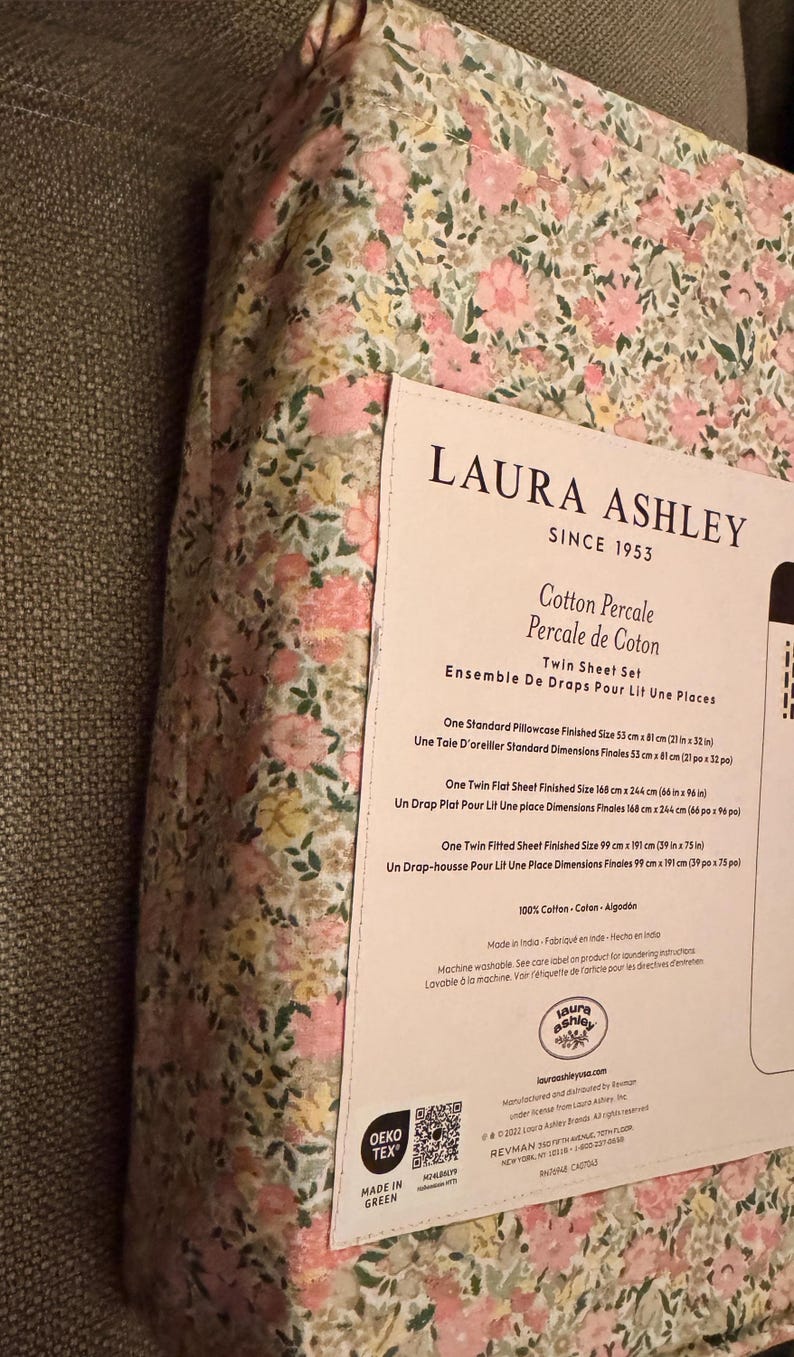 LAURA ASHLEY
SINCE 1953
Cotton Percale
Percale de Coton
Twin Sheet Set
Ensemble De Draps Pour Lit Une Places
One Standard Pillowcase Finished Size 53 cm x 81 cm (21 in x 32 in)
Une Taie D'oreiller Standard Dimensions Finales 53 cm x 81 cm (21 po x 32 po)
One Twin Flat Sheet Finished Size 168 cm x 244 cm (66 in x 96 in)
Un Drap Plat Pour Lit Une place Dimensions Finales 168 cm x 244 cm (66 po x 96 po)
One Twin Fitted Sheet Finished Size 99 cm x 191 cm (39 in x 75 in)
Un Drap-housse Pour Lit Une Place Dimensions Finales 99 cm x 191 cm (39 po x 75 po)
100% Cotton • Coton • Algodón
Made in India • Fabriqué en Inde • Hecho en India
Machine washable. See care label on product for laundering instructions.
Lavable à la machine. Voir l'étiquette de l'article pour les directives d'entretien.
laura
ashley
lauraashleyusa.com
Manufactured and distributed by Revman
under license from Laura Ashley, Inc.
© 2022 Laura Ashley Brands. All rights reserved
REVMAN 350 FIFTH AVENUE, 70TH FLOOR,
NEW YORK, NY 10118 • 1-800-237-0658
RN76948 CA07043
OEKO
TEX®
MADE IN
GREEN
M24LB6LY9
Hohenstein HTTI